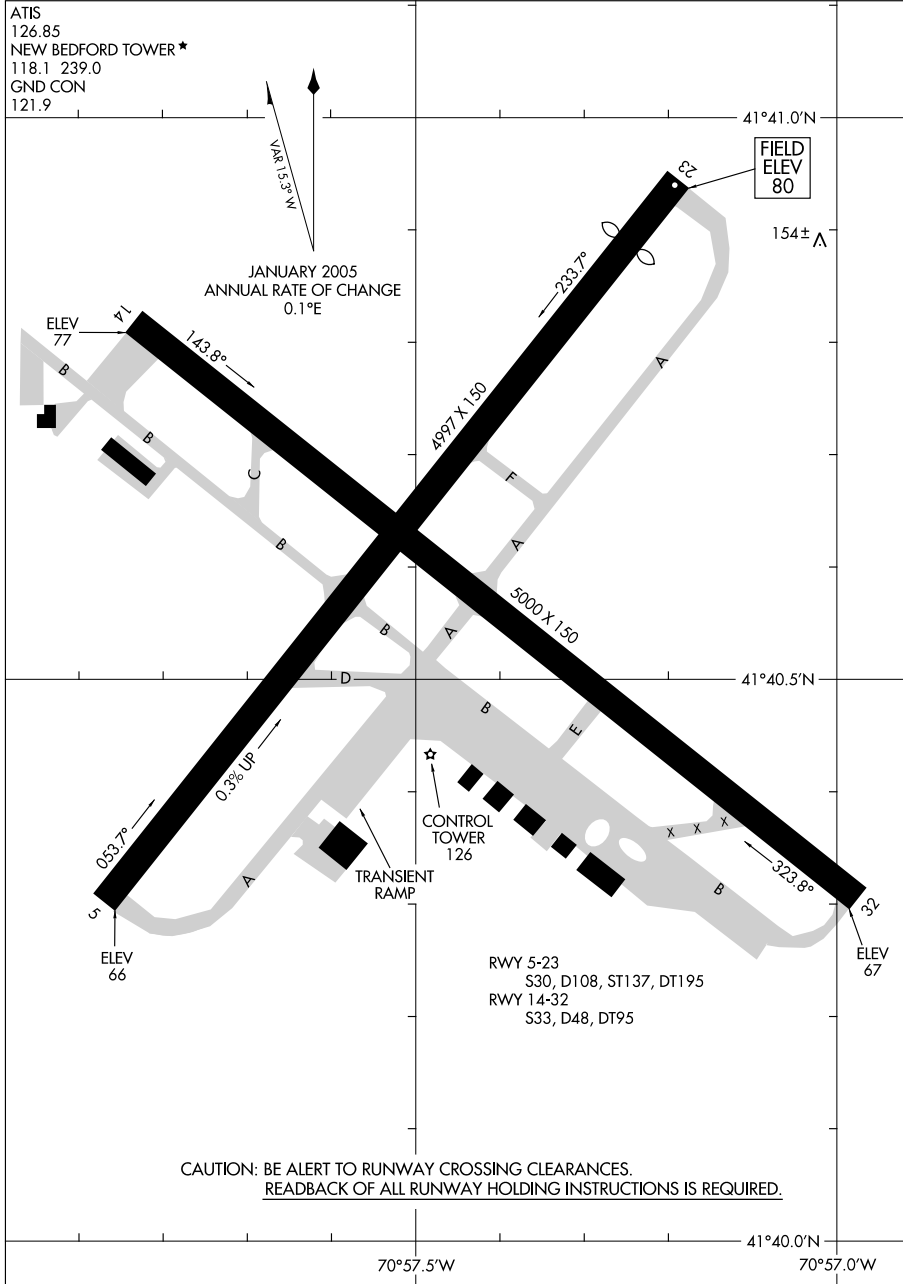 ATIS
126.85
NEW BEDFORD TOWER
118.1 239.0
GND CON
121.9
41°41.0'N
VAR 15.3° W
23
FIELD
ELEV
80
154±
JANUARY 2005
ANNUAL RATE OF CHANGE
0.1°E
233.7°
14
ELEV
77
143.8°
B
A
4997 X 150
B
C
F
B
A
5000 X 150
B
A
D
41°40.5'N
B
E
0.3% UP
CONTROL
TOWER
126
X X X
053.7°
TRANSIENT
RAMP
A
323.8°
B
5
32
ELEV
66
ELEV
67
RWY 5-23
S30, D108, ST137, DT195
RWY 14-32
S33, D48, DT95
CAUTION: BE ALERT TO RUNWAY CROSSING CLEARANCES.
READBACK OF ALL RUNWAY HOLDING INSTRUCTIONS IS REQUIRED.
41°40.0'N
70°57.5'W
70°57.0'W